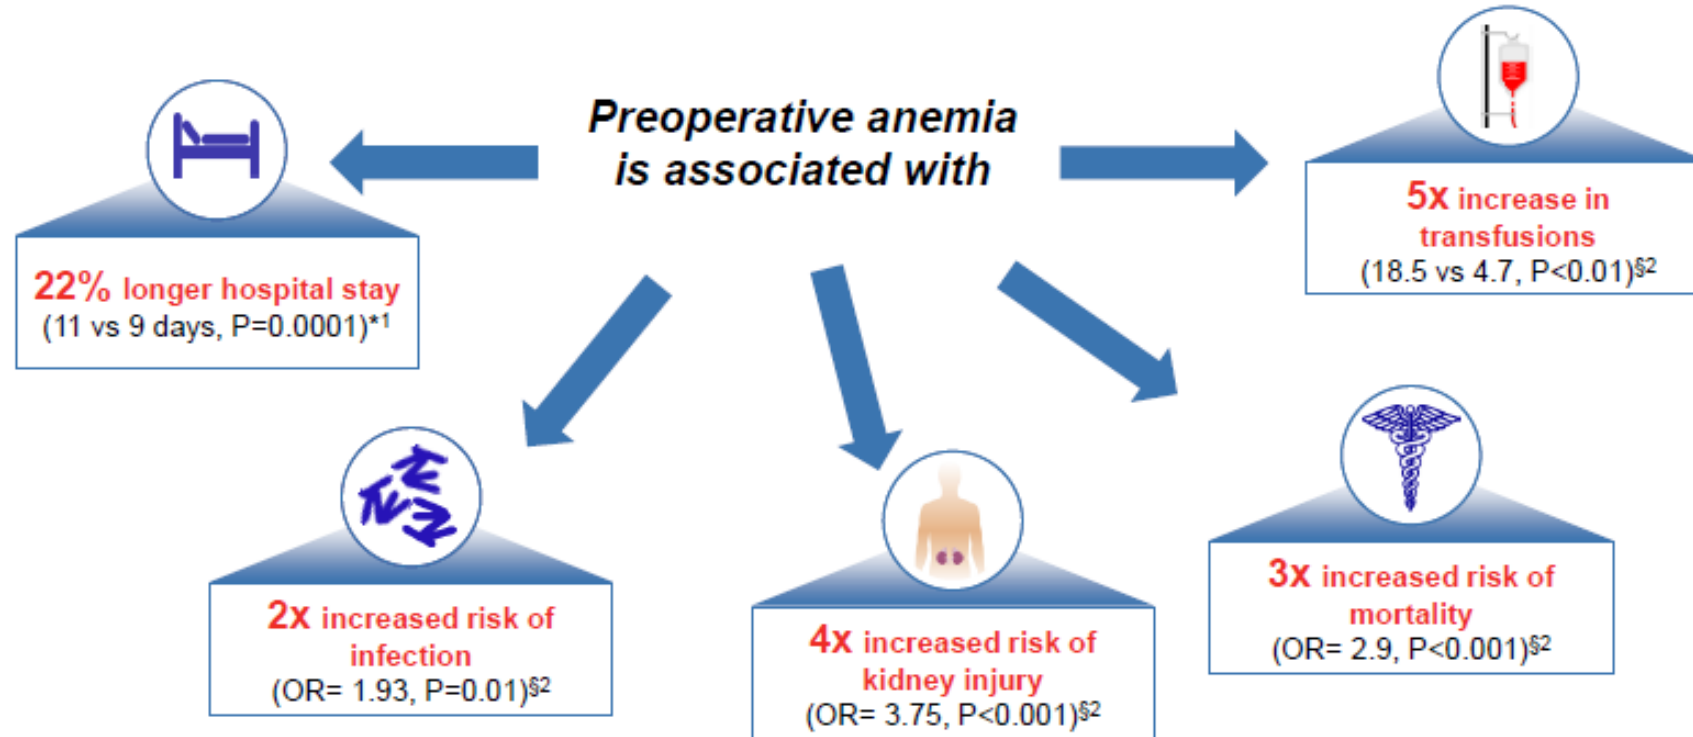 Preoperative anemia
is associated with
22% longer hospital stay
(11 vs 9 days, P=0.0001)*1
5x increase in
transfusions
(18.5 vs 4.7, P<0.01)§2
2x increased risk of
infection
(OR= 1.93, P=0.01)§2
4x increased risk of
kidney injury
(OR= 3.75, P<0.001)§2
3x increased risk of
mortality
(OR= 2.9, P<0.001)§2